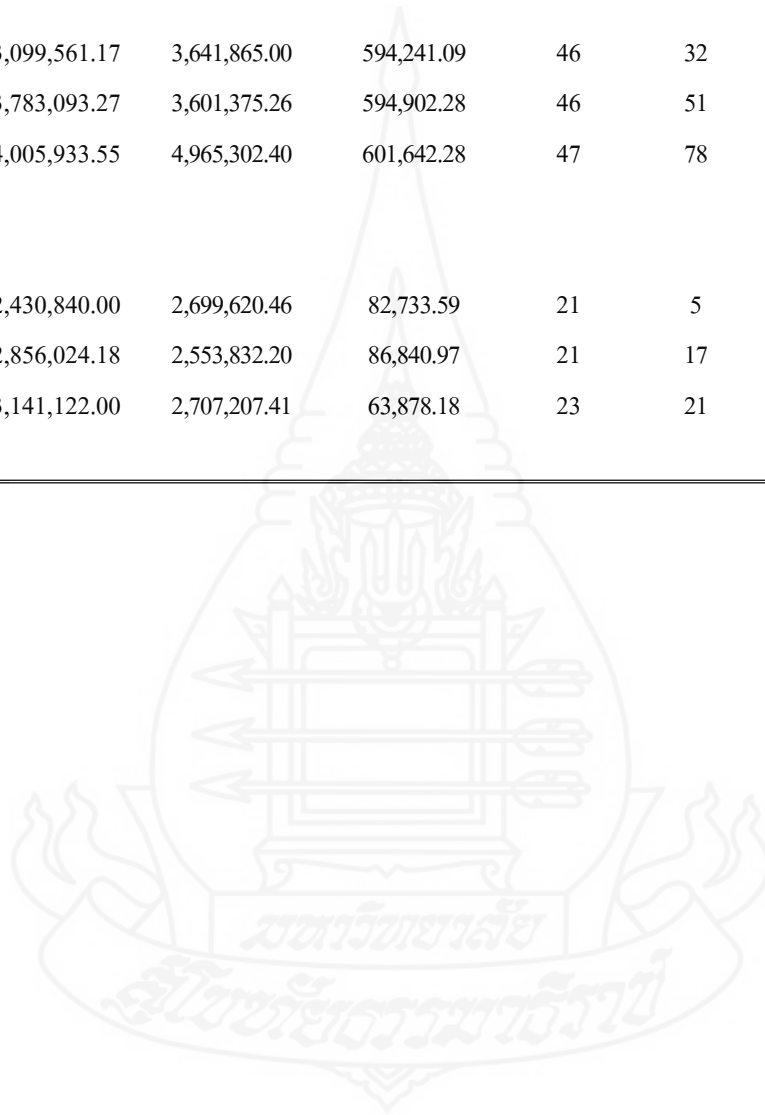 ,099,561.17 3,641,865.00 594,241.09 46 32
,783,093.27 3,601,375.26 594,902.28 46 51
,005,933.55 4,965,302.40 601,642.28 47 78
2,430,840.00 2,699,620.46 82,733.59 21 5
2,856,024.18 2,553,832.20 86,840.97 21 17
,141,122.00 2,707,207.41 63,878.18 23 21
มหาวิทยาลัย
สุโขทัยธรรมาธิราช